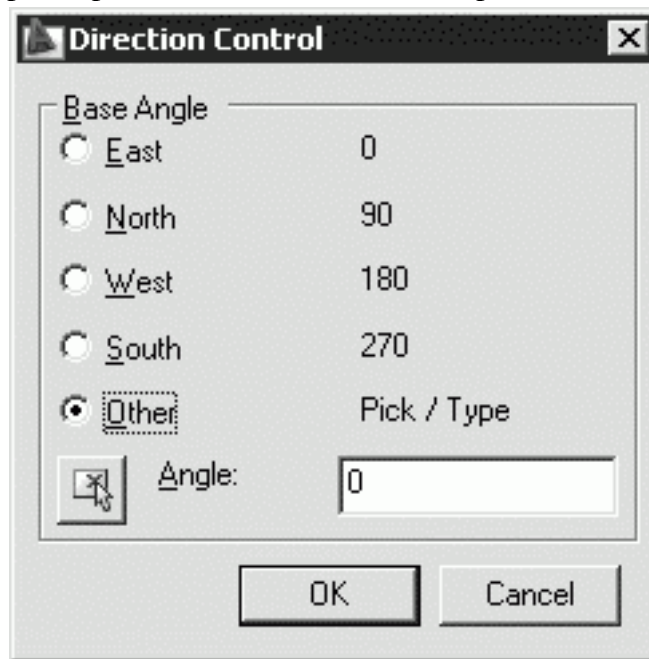 Direction Control
Base Angle
East 0
North 90
West 180
South 270
Other Pick / Type
Angle: 0
OK Cancel